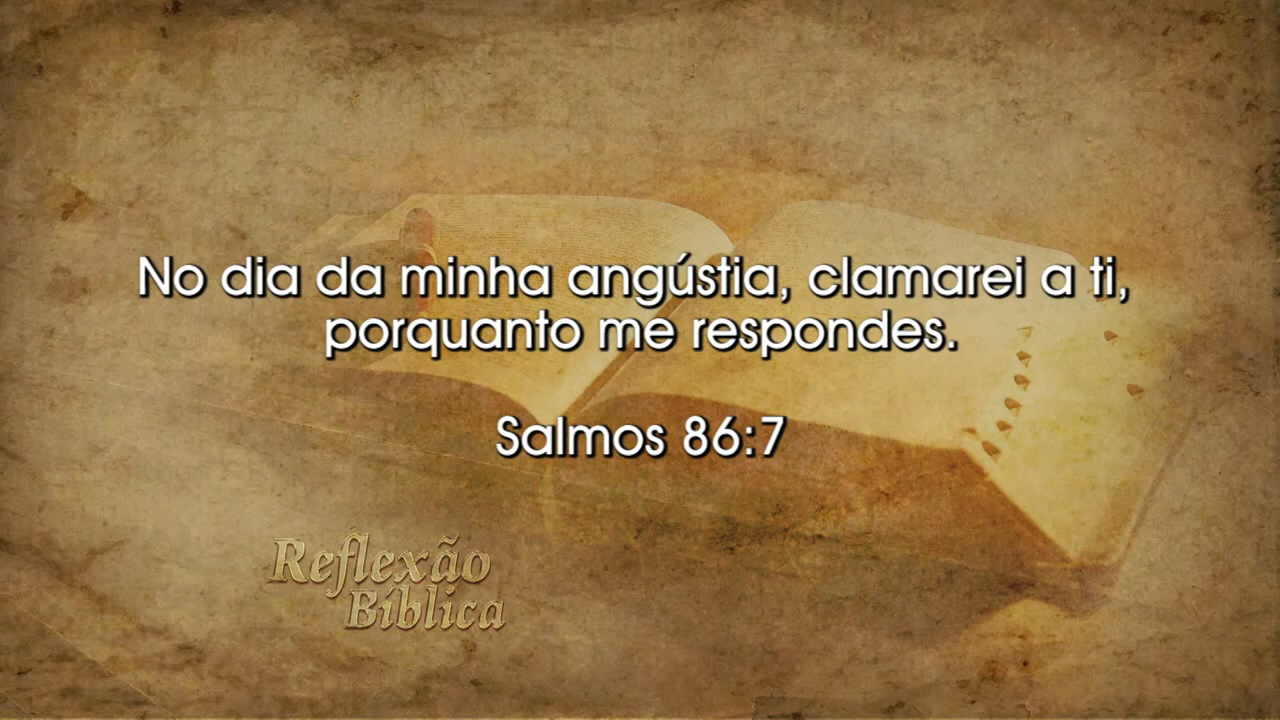 No dia da minha angústia, clamarei a ti,
porquanto me respondes.
Salmos 86:7
Reflexão
Bíblica